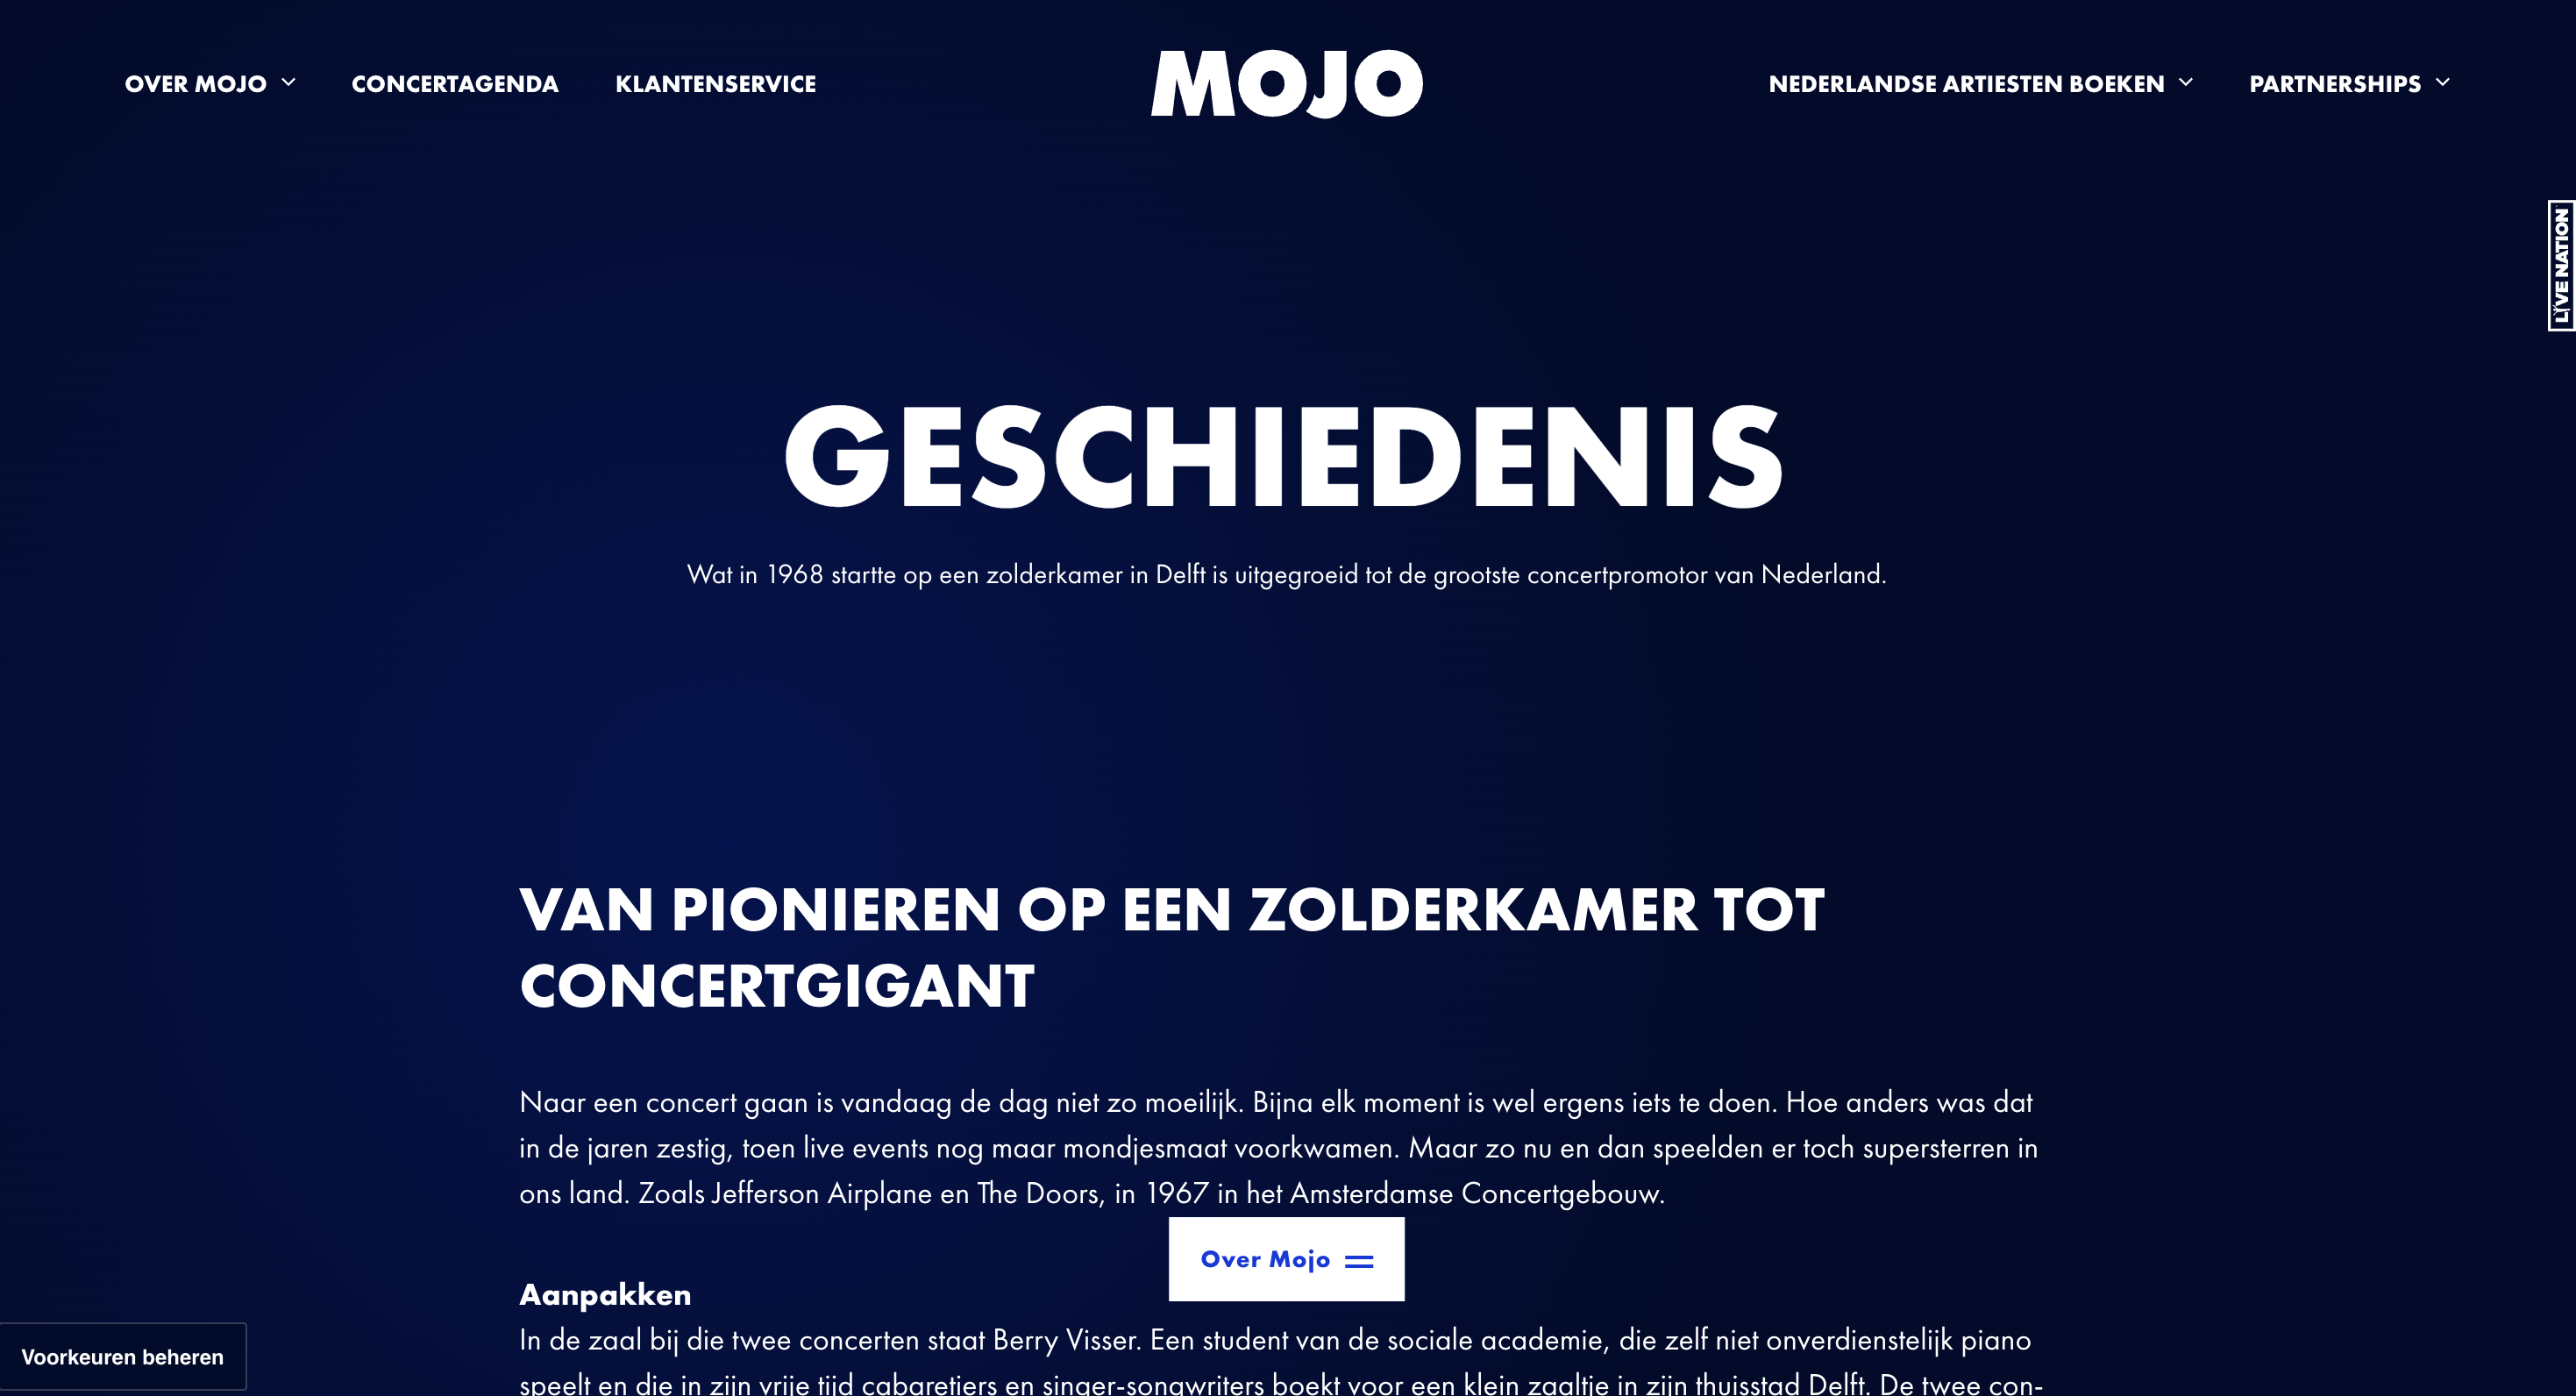 OVER MOJO
CONCERTAGENDA
KLANTENSERVICE
MOJO
NEDERLANDSE ARTIESTEN BOEKEN
PARTNERSHIPS
LIVE NATION
GESCHIEDENIS
Wat in 1968 startte op een zolderkamer in Delft is uitgegroeid tot de grootste concertpromotor van Nederland.
VAN PIONIEREN OP EEN ZOLDERKAMER TOT
CONCERTGIGANT
Naar een concert gaan is vandaag de dag niet zo moeilijk. Bijna elk moment is wel ergens iets te doen. Hoe anders was dat
in de jaren zestig, toen live events nog maar mondjesmaat voorkwamen. Maar zo nu en dan speelden er toch supersterren in
ons land. Zoals Jefferson Airplane en The Doors, in 1967 in het Amsterdamse Concertgebouw.
Over Mojo
Aanpakken
In de zaal bij die twee concerten staat Berry Visser. Een student van de sociale academie, die zelf niet onverdienstelijk piano
speelt en die in zijn vrije tijd cabaretiers en singer-songwriters boekt voor een klein zaaltje in zijn thuisstad Delft. De twee con-
Voorkeuren beheren